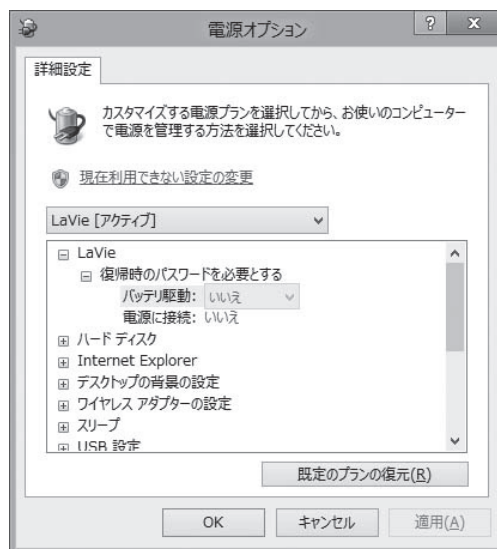 電源オプション
? x
詳細設定
カスタマイズする電源プランを選択してから、お使いのコンピューター
で電源を管理する方法を選択してください。
現在利用できない設定の変更
LaVie [アクティブ]
LaVie
復帰時のパスワードを必要とする
バッテリ駆動: いいえ
電源に接続: いいえ
ハード ディスク
Internet Explorer
デスクトップの背景の設定
ワイヤレス アダプターの設定
スリープ
USB 設定
既定のプランの復元(R)
OK キャンセル 適用(A)